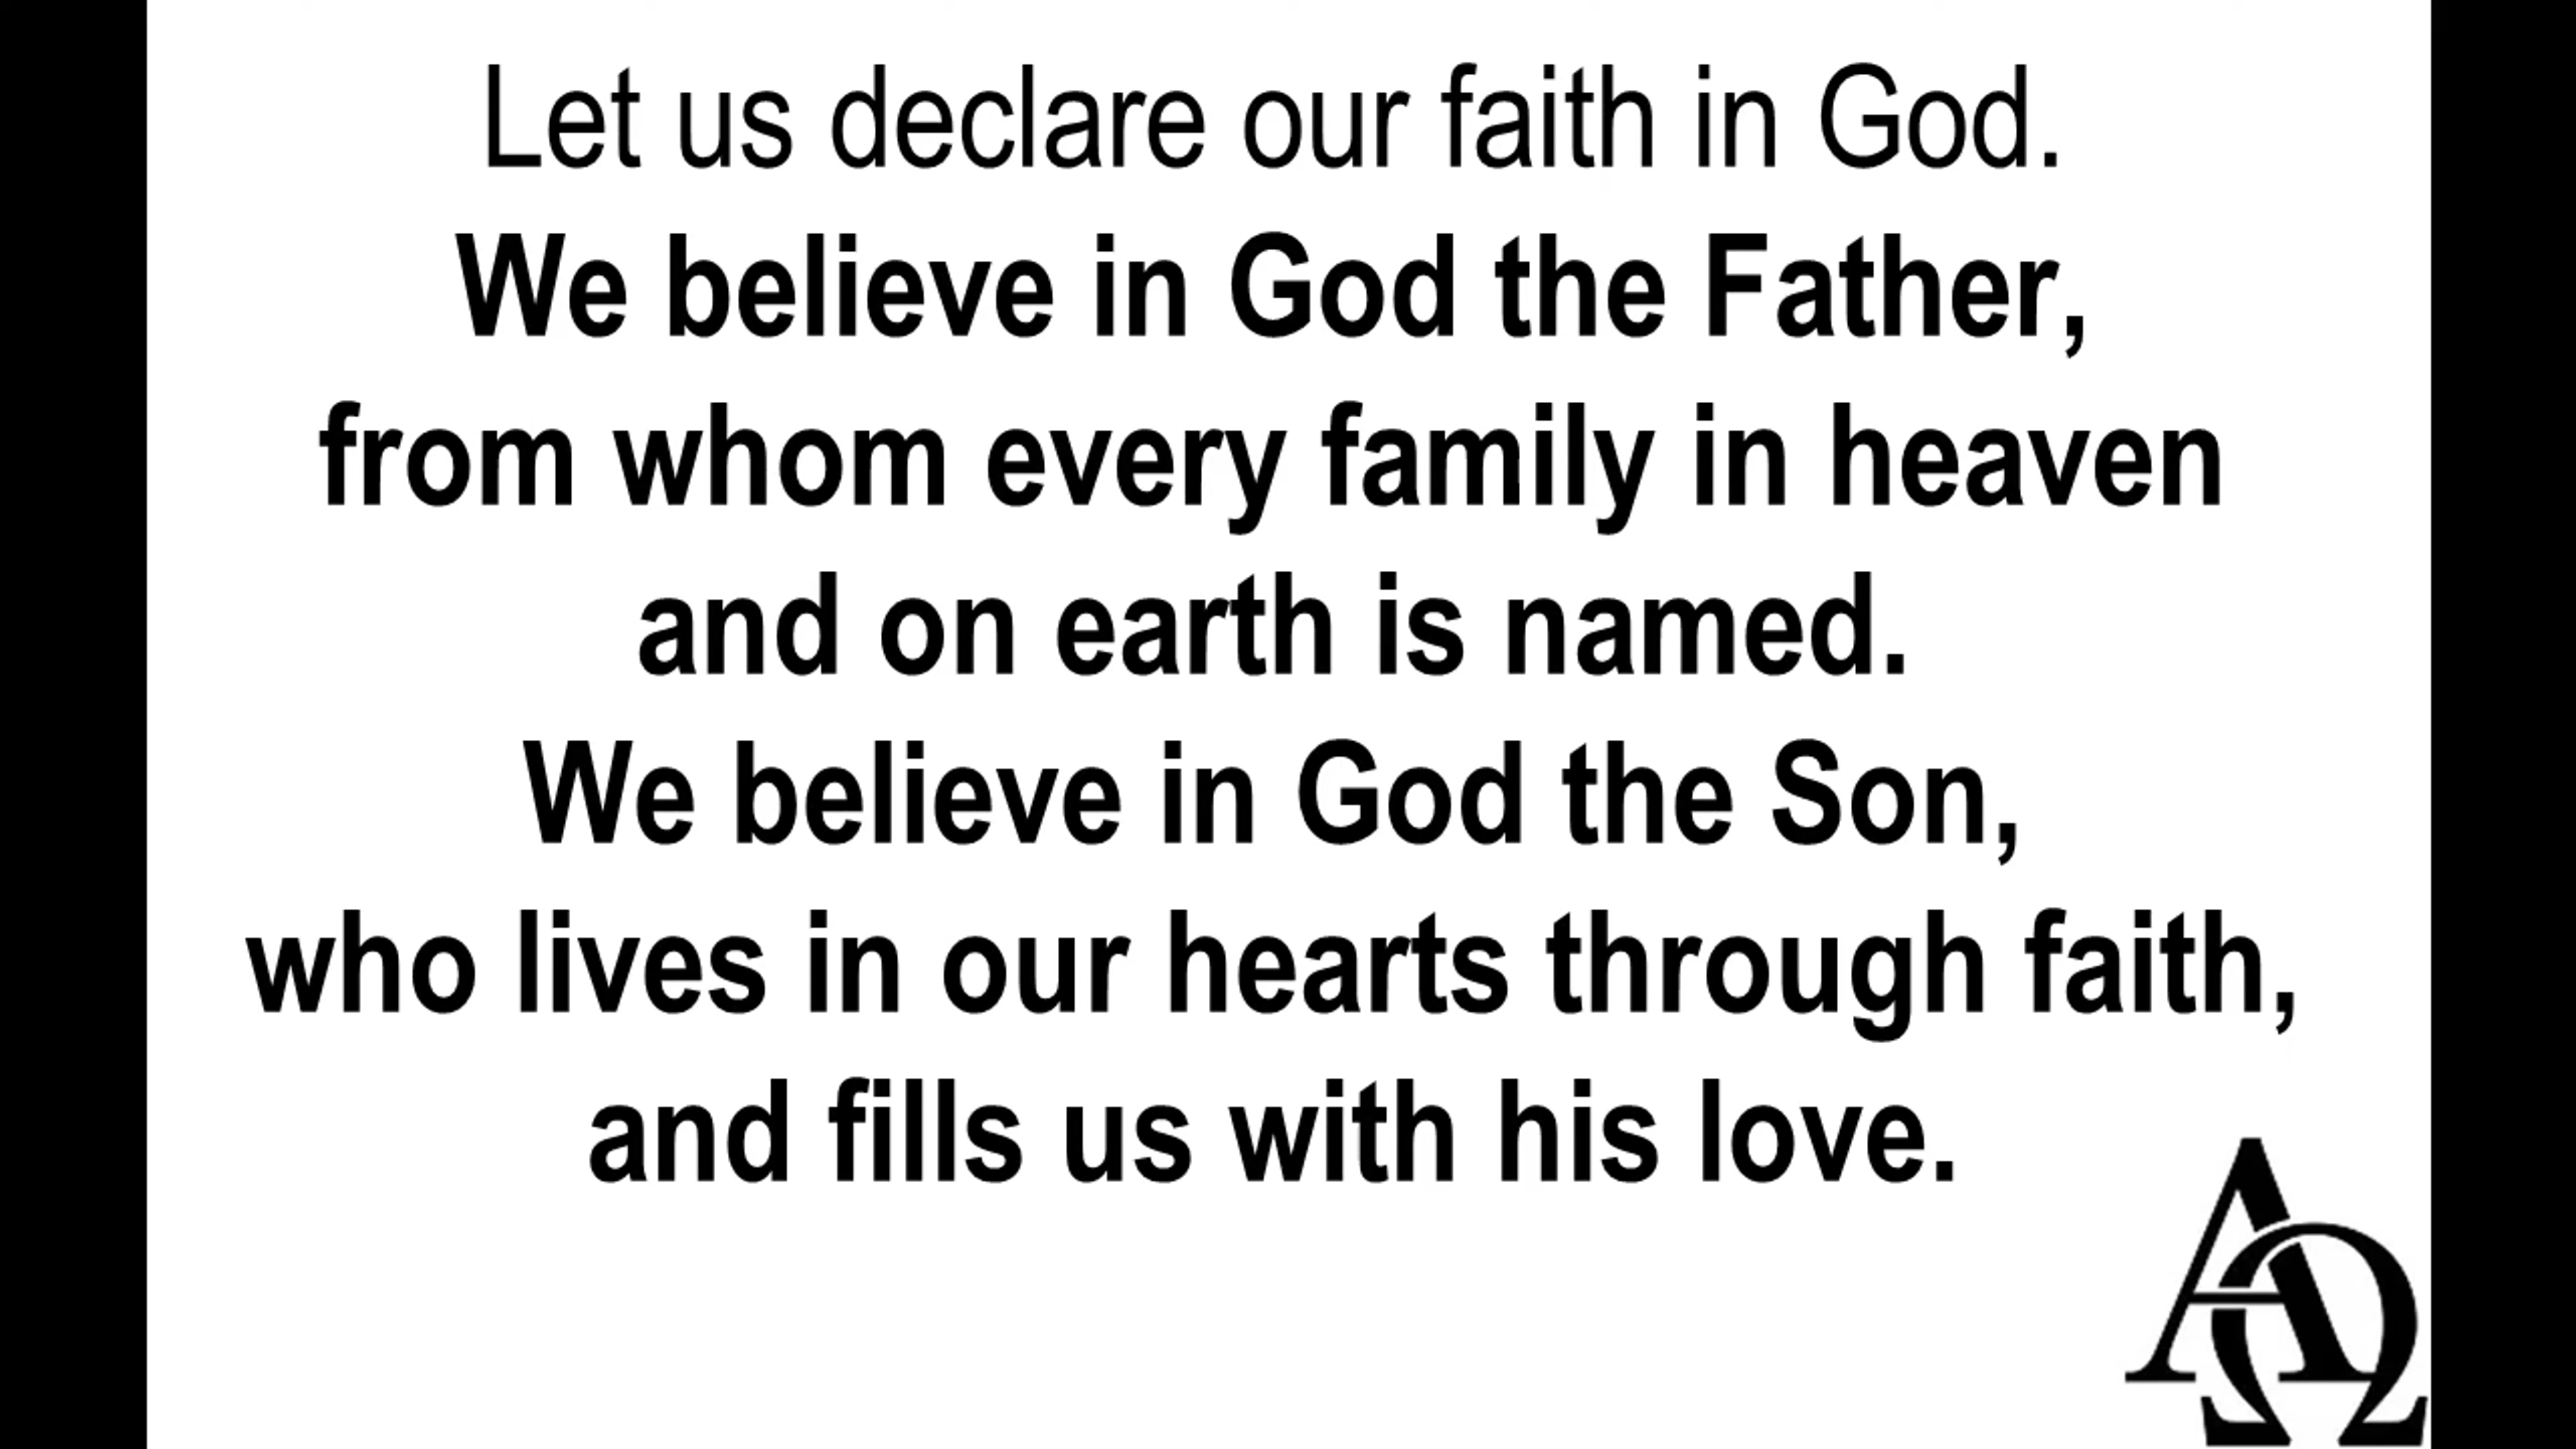 Let us declare our faith in God.
We believe in God the Father,
from whom every family in heaven
and on earth is named.
We believe in God the Son,
who lives in our hearts through faith,
and fills us with his love.
ΑΩ